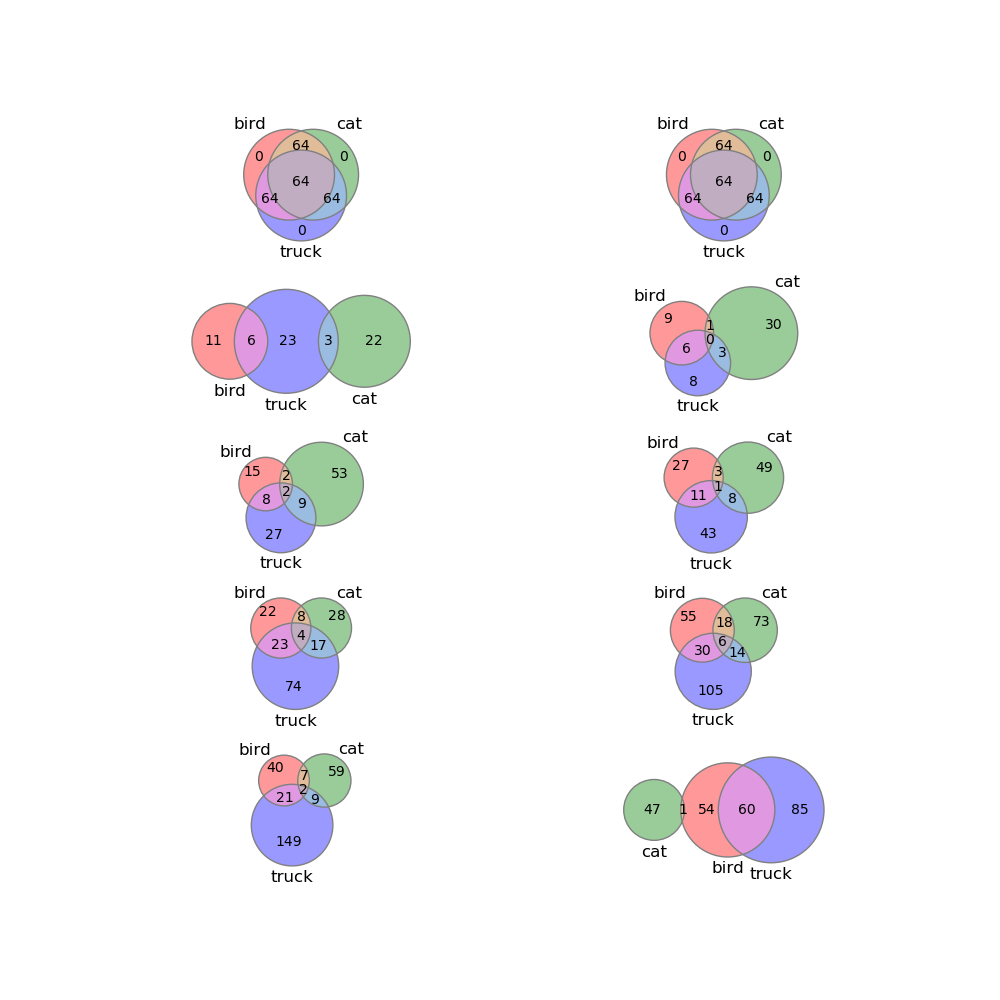 bird cat
64
0 0
64
64 64
0
truck
bird cat
64
0 0
64
64 64
0
truck
11 6 23 3 22
bird
truck
cat
cat
bird
9 1 30
0
6 3
8
truck
cat
bird
15 2 53
2
8 9
27
truck
bird cat
27 3 49
1
11 8
43
truck
bird cat
22 8 28
4
23 17
74
truck
bird cat
55 18 73
6
30 14
105
truck
bird cat
40 7 59
2
21 9
149
truck
47 1 54 60 85
cat
bird truck